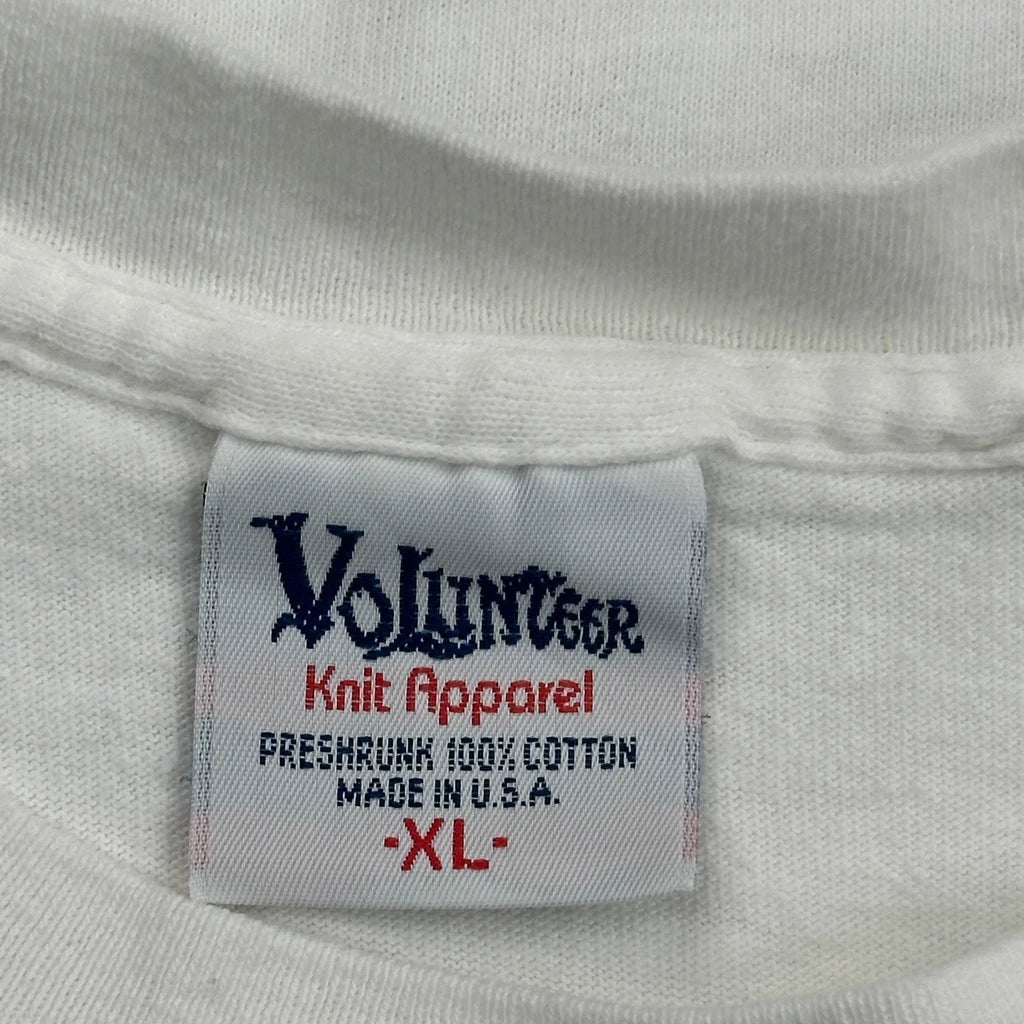 VOLUNTEER
Knit Apparel
PRESHRUNK 100% COTTON
MADE IN U.S.A.
-XL-